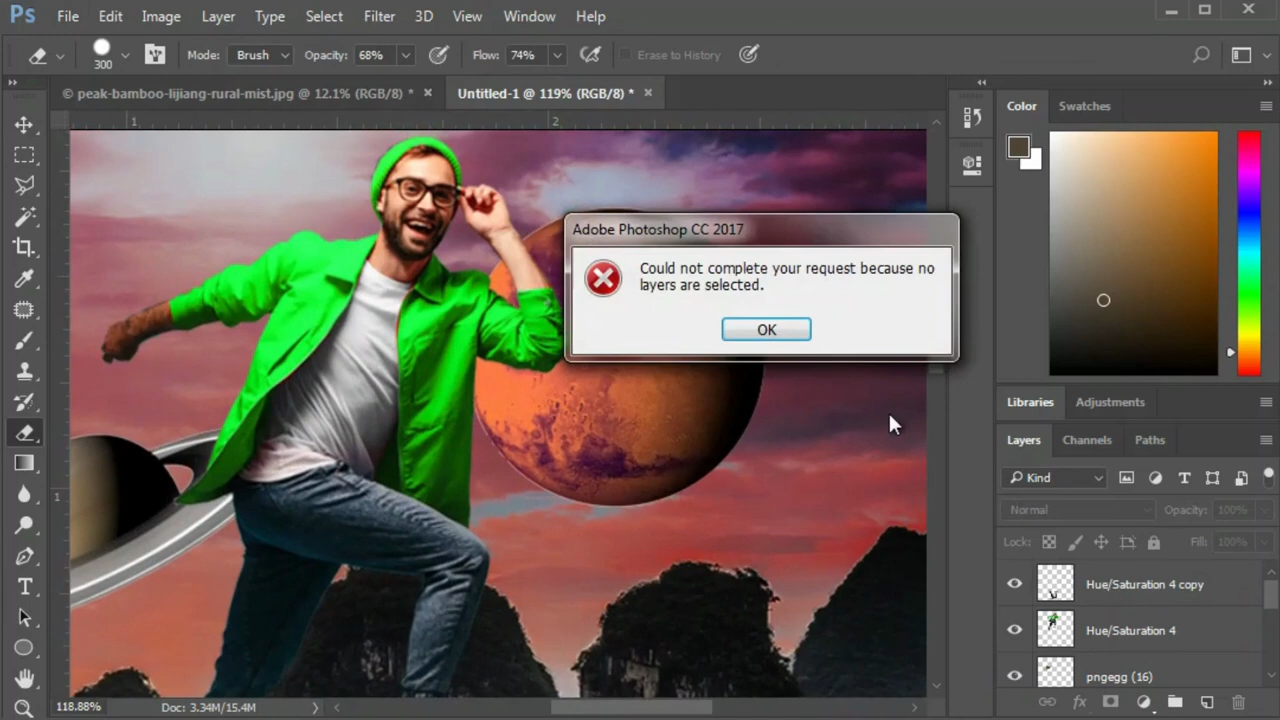 Ps File Edit Image Layer Type Select Filter 3D View Window Help
300 Mode: Brush Opacity: 68% Flow: 74% Erase to History
© peak-bamboo-lijiang-rural-mist.jpg @ 12.1% (RGB/8) * × Untitled-1 @ 119% (RGB/8) * ×
Color Swatches
1 2
Adobe Photoshop CC 2017
Could not complete your request because no
layers are selected.
OK
Libraries Adjustments
Layers Channels Paths
Kind
Normal Opacity: 100%
1
Lock: Fill: 100%
Hue/Saturation 4 copy
Hue/Saturation 4
pngegg (16)
118.88% Doc: 3.34M/15.4M